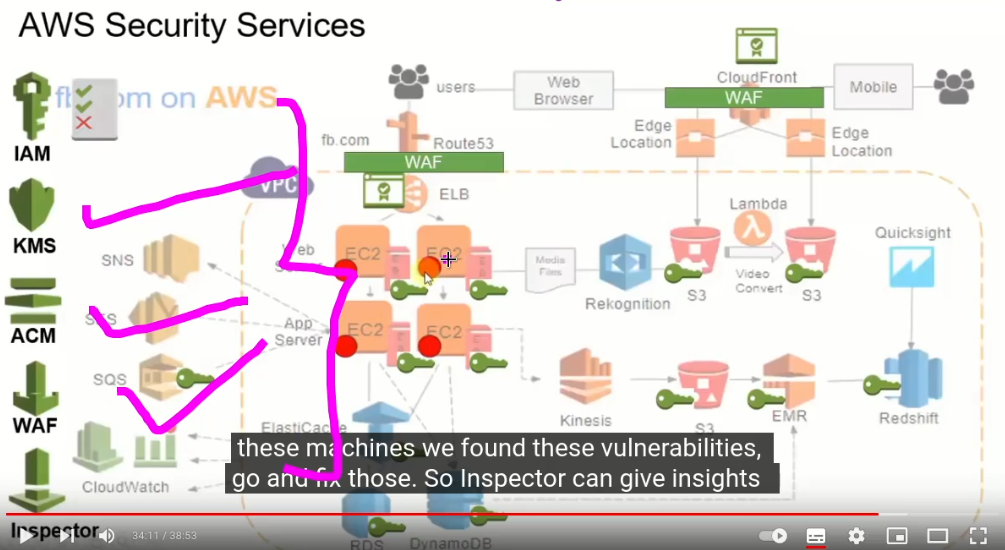 AWS Security Services
CloudFront
users
Web
Browser
WAF
Mobile
fb.com on AWS
IAM
fb.com
Route53
Edge
Location
Edge
Location
WAF
VPC
ELB
Lambda
KMS
EC2
EC2
Quicksight
SNS
Media
Files
Video
Convert
Rekognition
S3
S3
ACM
App
Server
EC2
EC2
SQS
WAF
Kinesis
S3
EMR
Redshift
ElastiCache
these machines we found these vulnerabilities,
go and fix those. So Inspector can give insights
CloudWatch
Inspector
34:11 / 38:53
RDS
DynamoDB